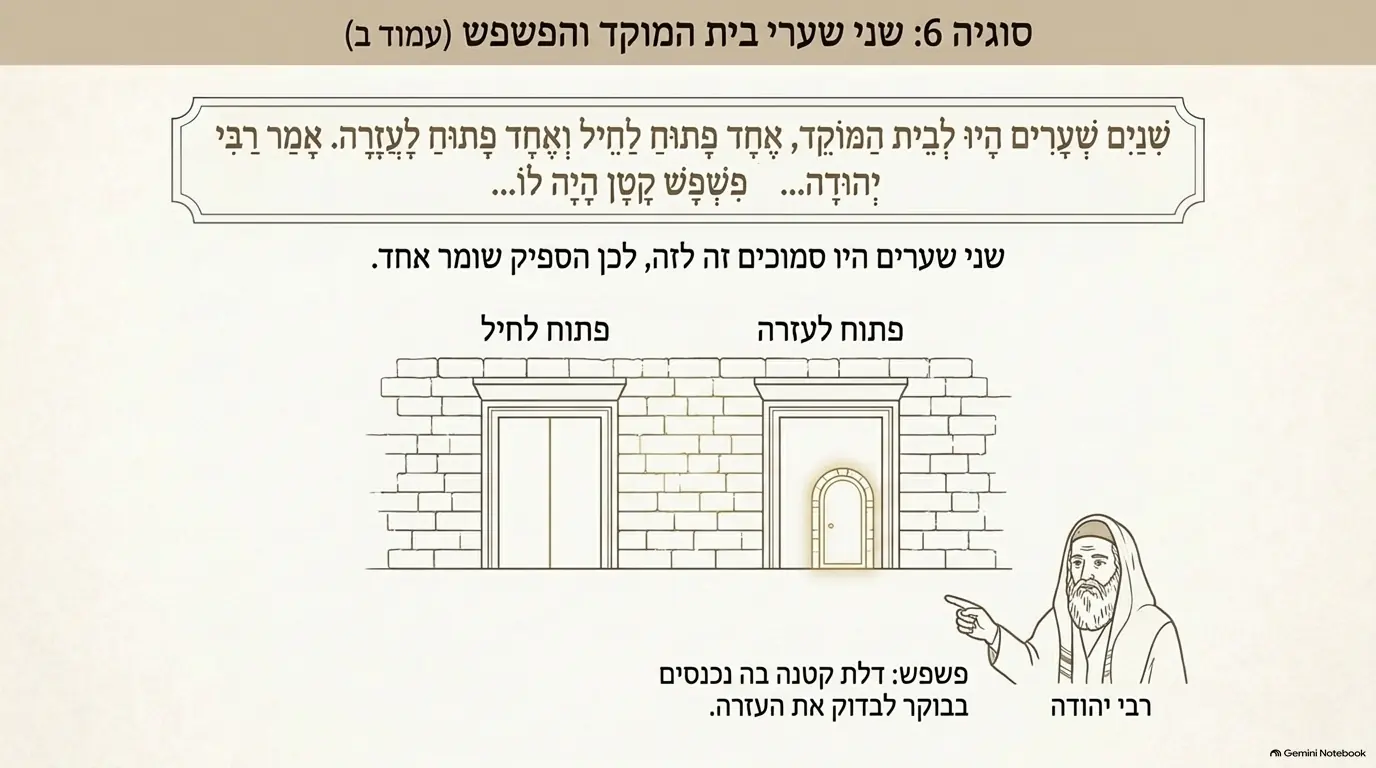 סוגיה 6: שני שערי בית המוקד והפשפש (עמוד ב)
שְׁנַיִם שְׁעָרִים הָיוּ לְבֵית הַמּוֹקֵד, אֶחָד פָּתוּחַ לַחֵיל וְאֶחָד פָּתוּחַ לָעֲזָרָה. אָמַר רַבִּי
יְהוּדָה... פִּשְׁפָּשׁ קָטָן הָיָה לוֹ...
שני שערים היו סמוכים זה לזה, לכן הספיק שומר אחד.
פתוח לעזרה
פתוח לחיל
פשפש: דלת קטנה בה נכנסים
בבוקר לבדוק את העזרה.
רבי יהודה
Gemini Notebook